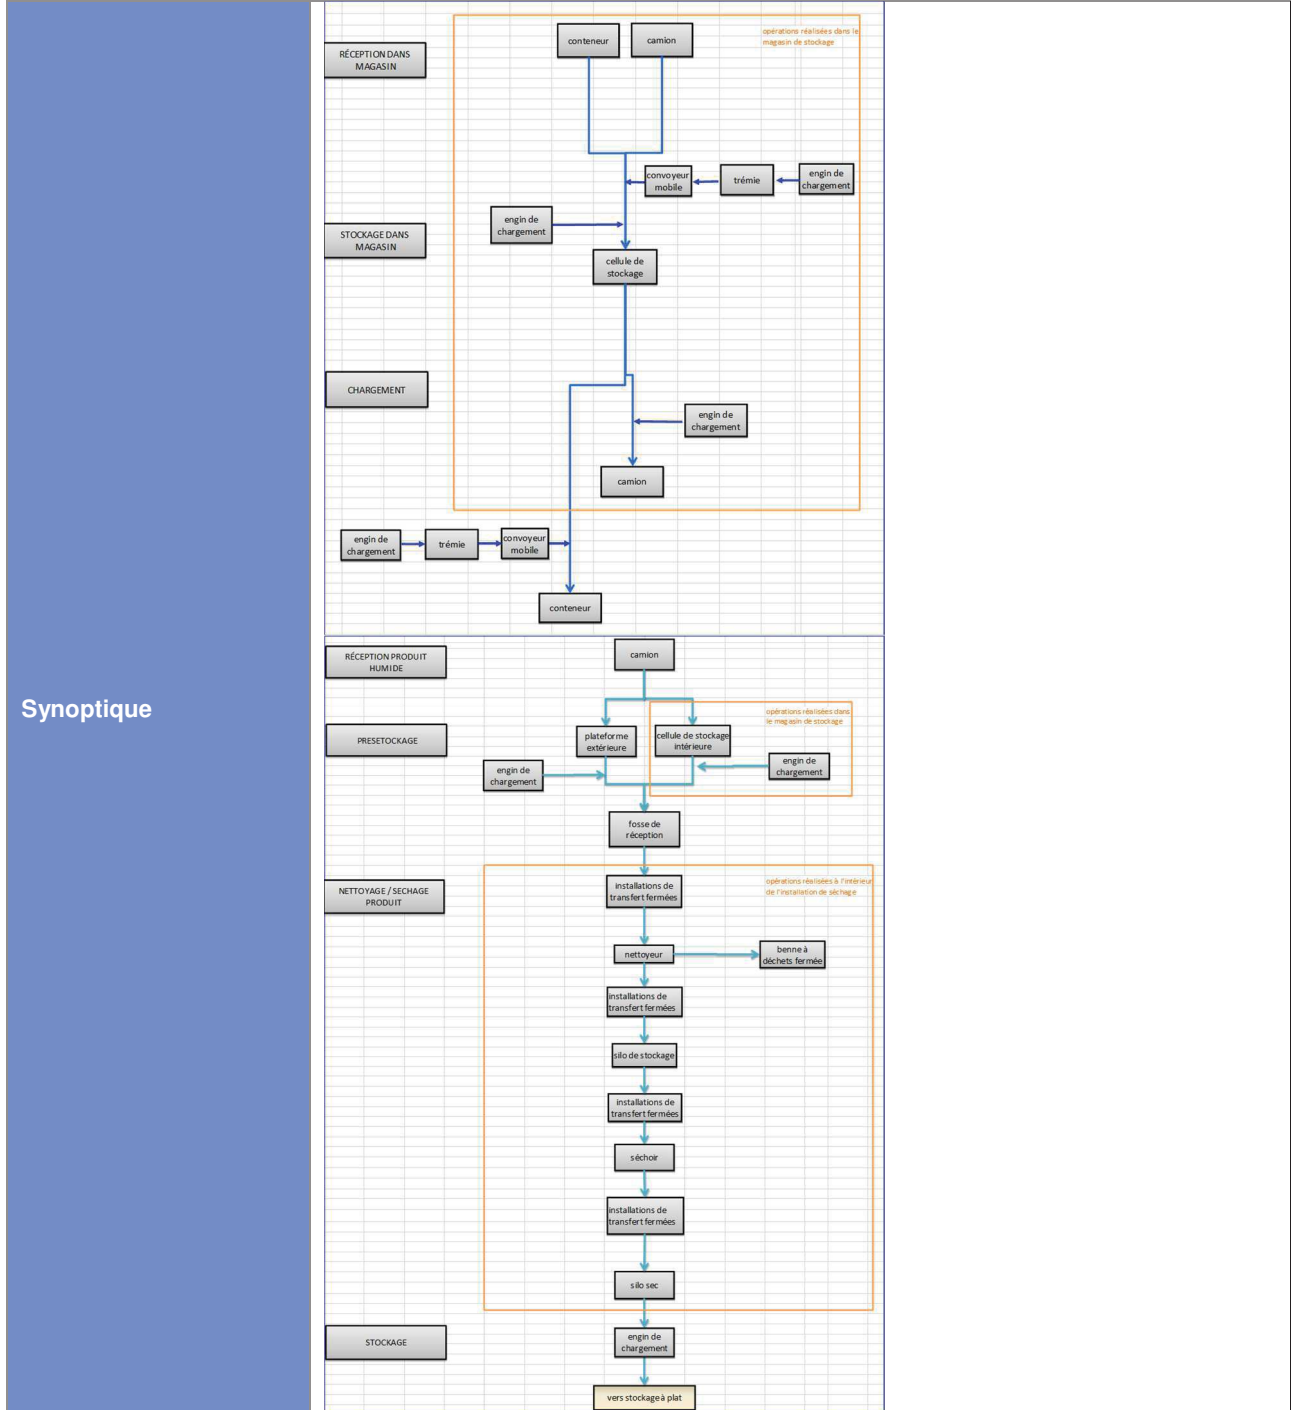 Synoptique
conteneur
camion
opérations réalisées dans le
magasin de stockage
RÉCEPTION DANS
MAGASIN
convoyeur
mobile
trémie
engin de
chargement
engin de
chargement
STOCKAGE DANS
MAGASIN
cellule de
stockage
CHARGEMENT
engin de
chargement
camion
engin de
chargement
trémie
convoyeur
mobile
conteneur
RÉCEPTION PRODUIT
HUMIDE
camion
opérations réalisées dans
le magasin de stockage
PRESETOCKAGE
plateforme
extérieure
cellule de stockage
intérieure
engin de
chargement
engin de
chargement
fosse de
réception
opérations réalisées à l'intérieur
de l'installation de séchage
NETTOYAGE / SECHAGE
PRODUIT
installations de
transfert fermées
nettoyeur
benne à
déchets fermée
installations de
transfert fermées
silo de stockage
installations de
transfert fermées
séchoir
installations de
transfert fermées
silo sec
STOCKAGE
engin de
chargement
vers stockage à plat